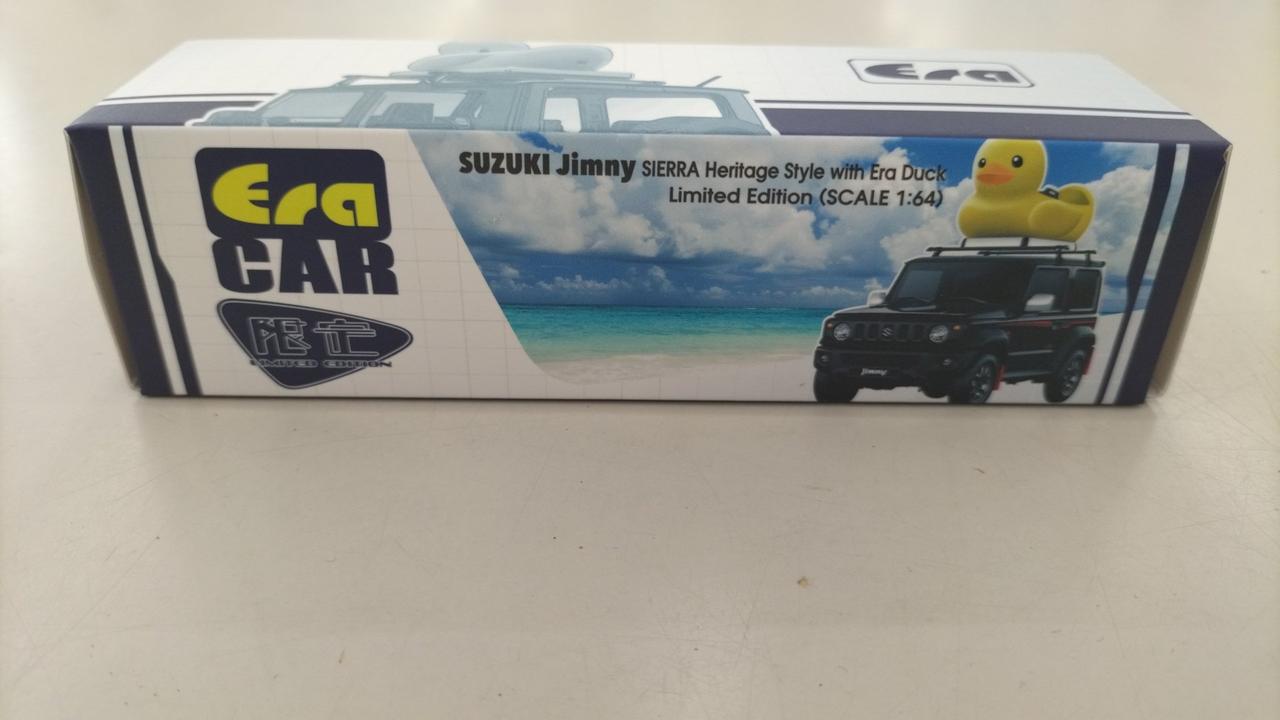 Era
Era
CAR
限定
LIMITED EDITION
SUZUKI Jimny SIERRA Heritage Style with Era Duck
Limited Edition (SCALE 1:64)
Jimny